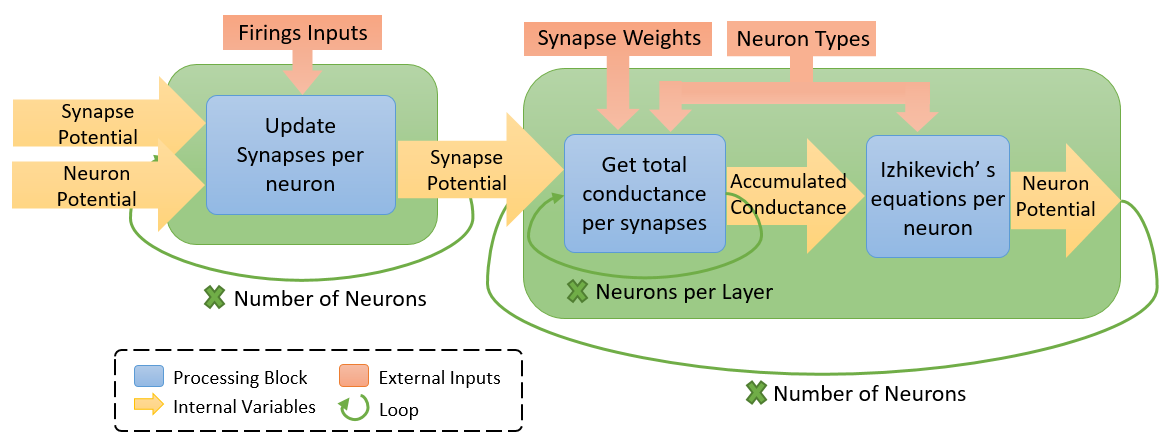 Firings Inputs
Synapse Weights
Neuron Types
Synapse
Potential
Neuron
Potential
Update
Synapses per
neuron
Synapse
Potential
Get total
conductance
per synapses
Accumulated
Conductance
Izhikevich’ s
equations per
neuron
Neuron
Potential
Number of Neurons
Neurons per Layer
Number of Neurons
Processing Block
External Inputs
Internal Variables
Loop